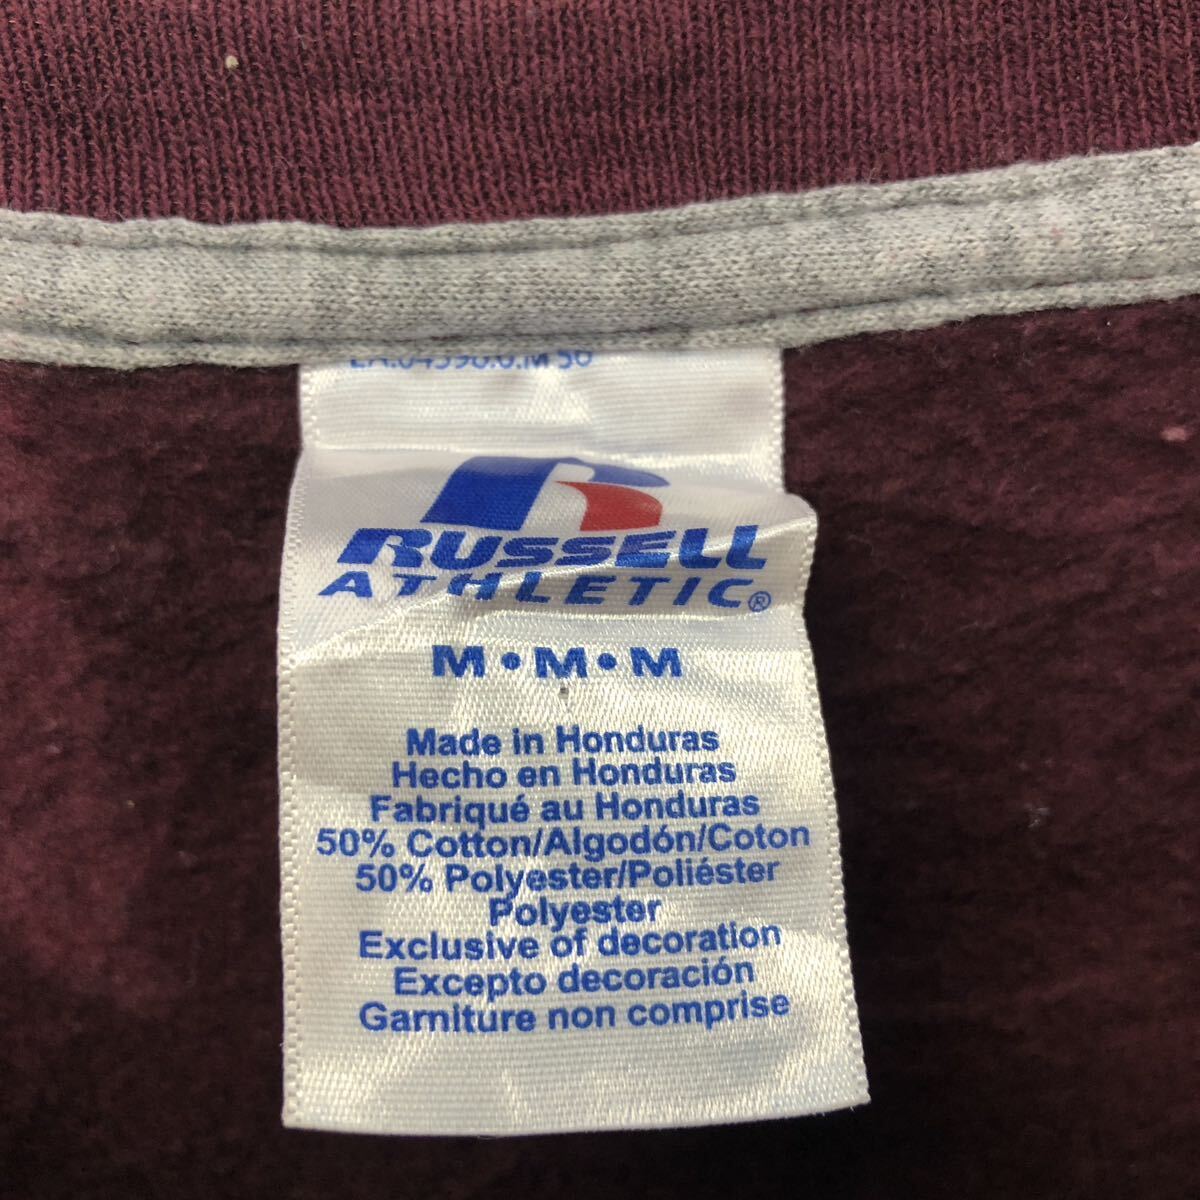 RUSSELL
ATHLETIC®
M • M • M
Made in Honduras
Hecho en Honduras
Fabriqué au Honduras
50% Cotton/Algodón/Coton
50% Polyester/Poliéster
Polyester
Exclusive of decoration
Excepto decoración
Garniture non comprise